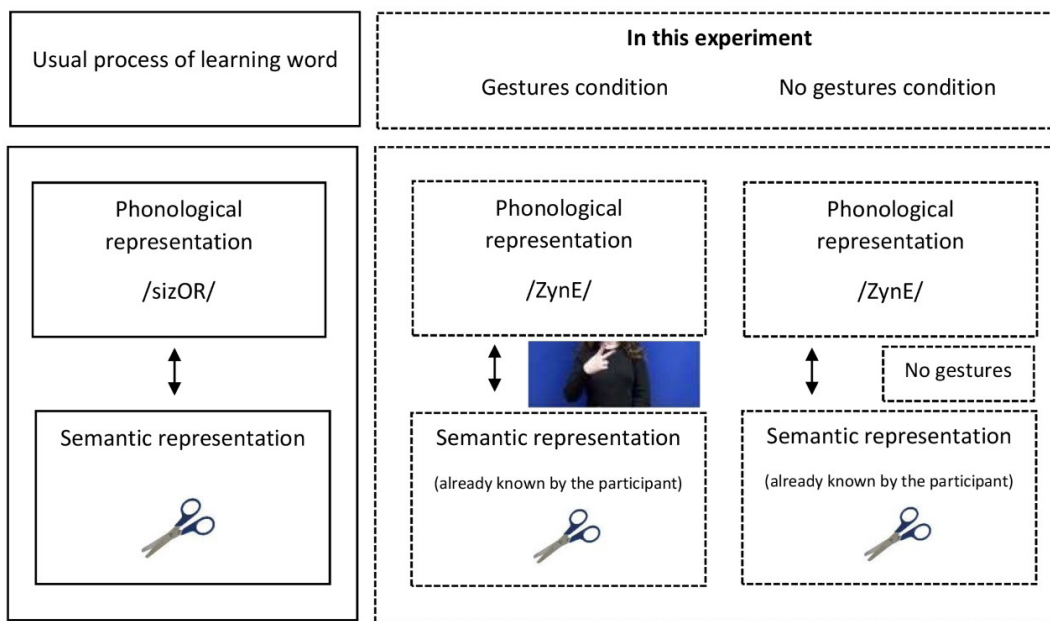 Usual process of learning word
In this experiment
Gestures condition
No gestures condition
Phonological
representation
/sizOR/
Semantic representation
Phonological
representation
/ZynE/
Semantic representation
(already known by the participant)
Phonological
representation
/ZynE/
No gestures
Semantic representation
(already known by the participant)